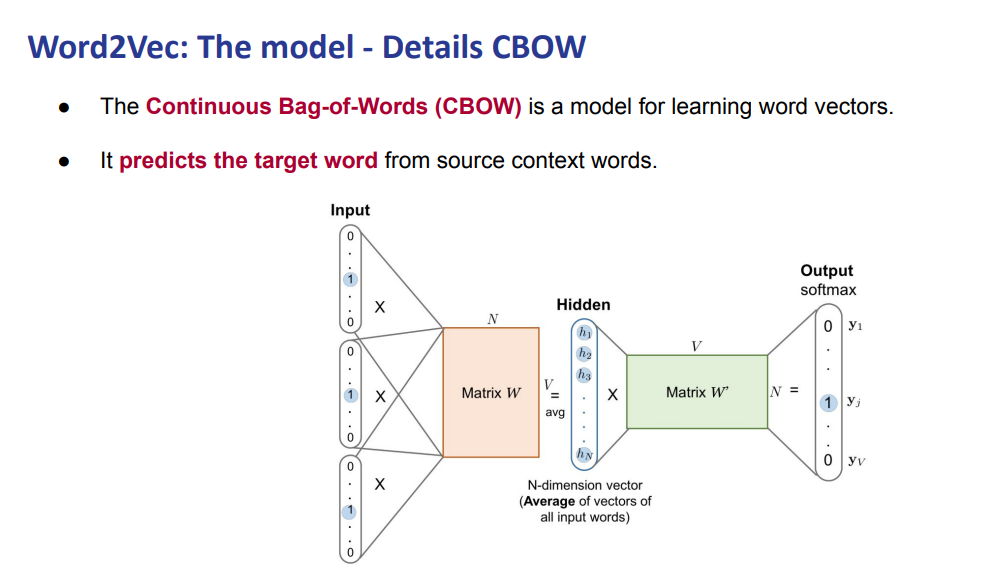 Word2Vec: The model - Details CBOW
● The Continuous Bag-of-Words (CBOW) is a model for learning word vectors.
● It predicts the target word from source context words.
Input
0
.
.
1
.
.
0
X
0
.
.
1
.
.
0
X
0
.
.
1
.
.
0
X
N
Matrix W
V
=
avg
Hidden
h₁
h₂
h₃
.
.
.
.
h_N
N-dimension vector
(Average of vectors of
all input words)
X
V
Matrix W'
N =
Output
softmax
0 y₁
.
.
1 yⱼ
.
.
0 y_V